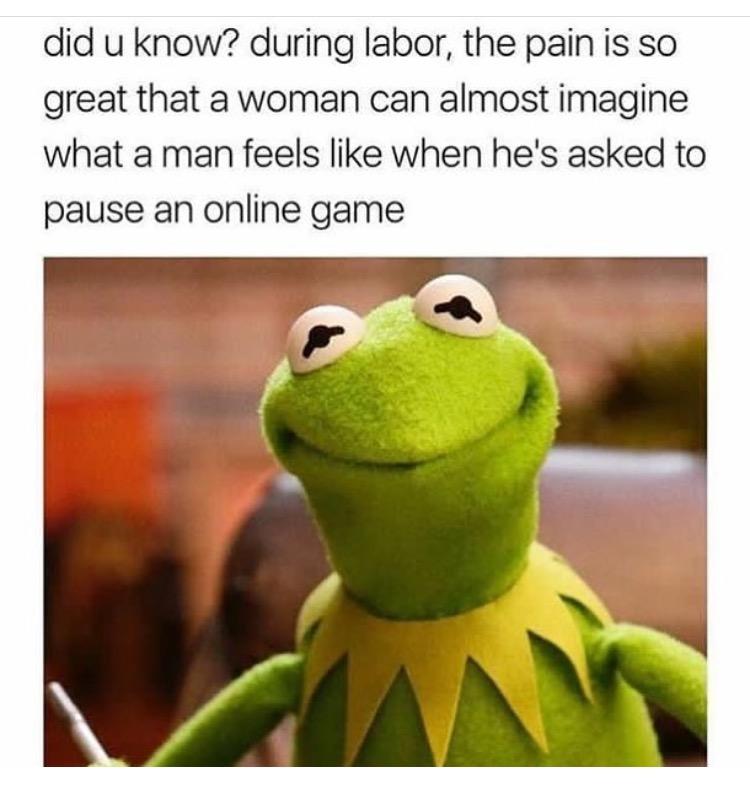 did u know? during labor, the pain is so
great that a woman can almost imagine
what a man feels like when he's asked to
pause an online game